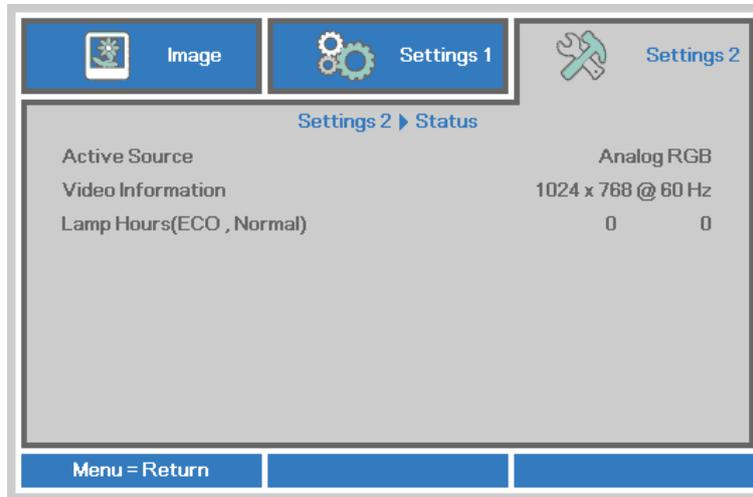 Image
Settings 1
Settings 2
Settings 2 Status
Active Source Analog RGB
Video Information 1024 x 768 @ 60 Hz
Lamp Hours(ECO , Normal) 0 0
Menu = Return